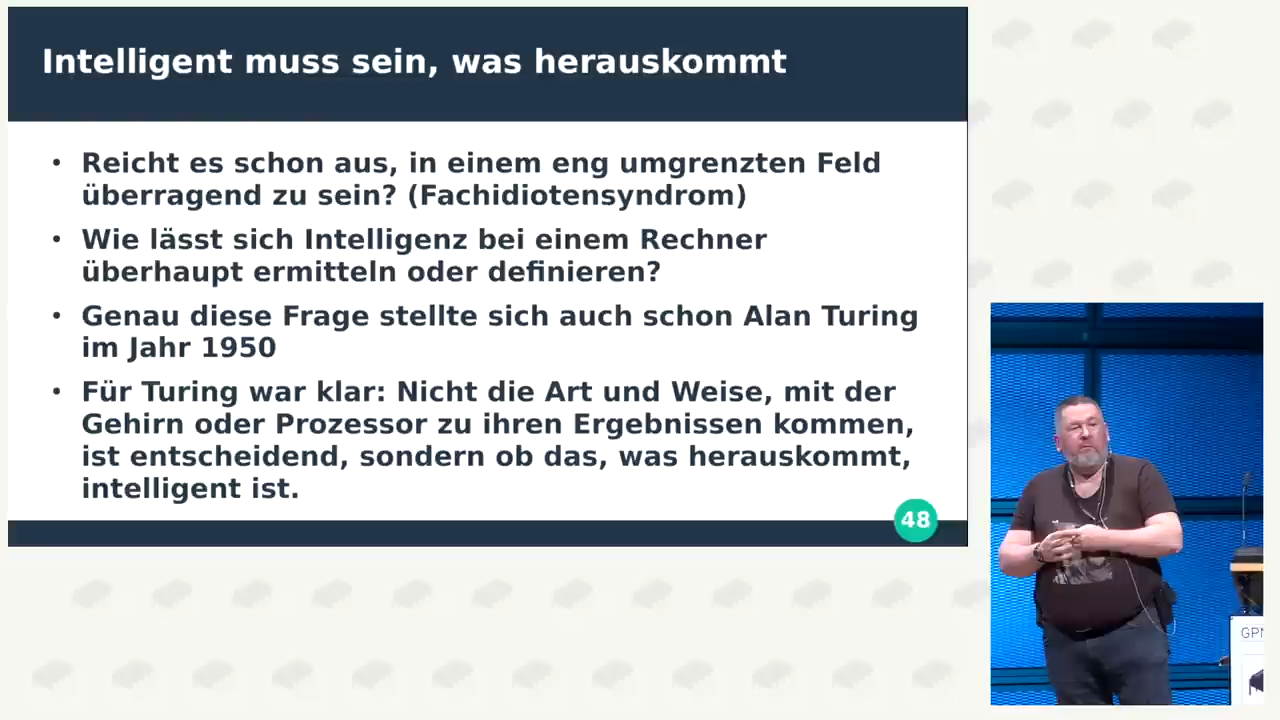 Intelligent muss sein, was herauskommt
• Reicht es schon aus, in einem eng umgrenzten Feld
überragend zu sein? (Fachidiotensyndrom)
• Wie lässt sich Intelligenz bei einem Rechner
überhaupt ermitteln oder definieren?
• Genau diese Frage stellte sich auch schon Alan Turing
im Jahr 1950
• Für Turing war klar: Nicht die Art und Weise, mit der
Gehirn oder Prozessor zu ihren Ergebnissen kommen,
ist entscheidend, sondern ob das, was herauskommt,
intelligent ist.
48
GPN